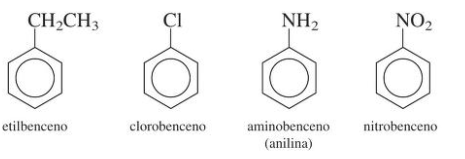 CH₂CH₃ Cl NH₂ NO₂
etilbenceno clorobenceno aminobenceno nitrobenceno
(anilina)